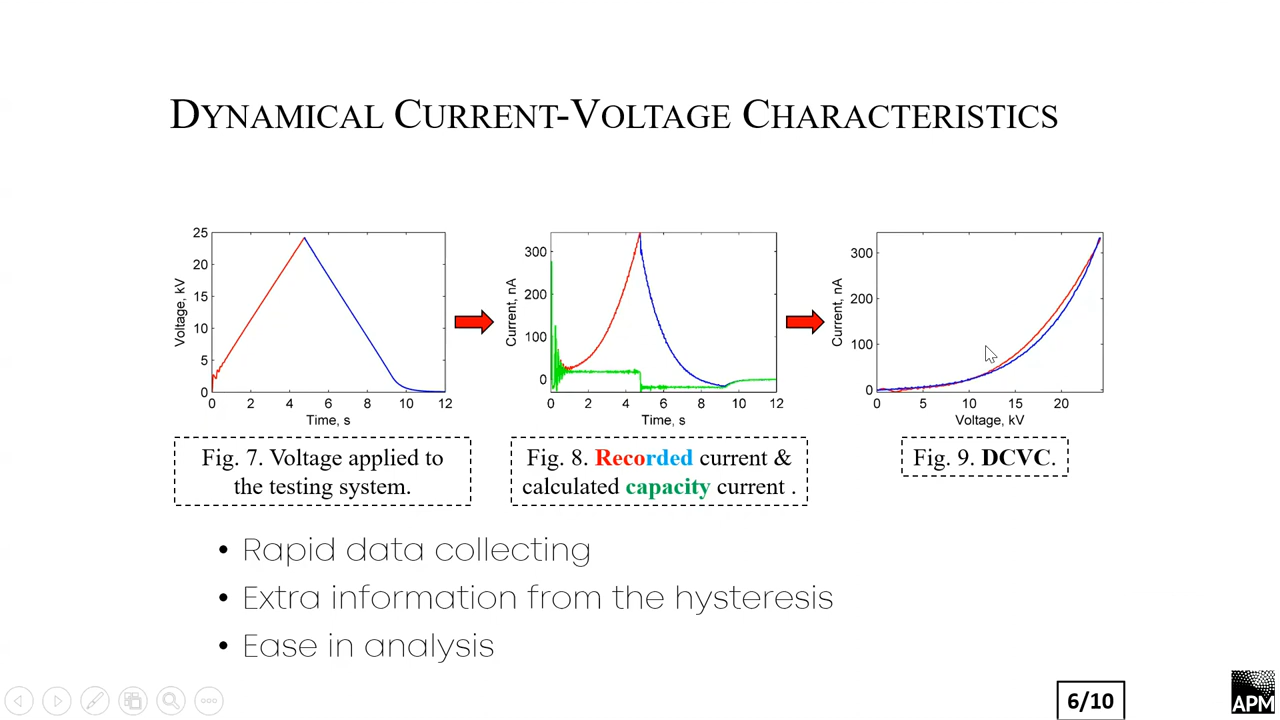 DYNAMICAL CURRENT-VOLTAGE CHARACTERISTICS
Voltage, kV
25
20
15
10
5
0
0 2 4 6 8 10 12
Time, s
Current, nA
300
200
100
0
0 2 4 6 8 10 12
Time, s
Current, nA
300
200
100
0
0 5 10 15 20
Voltage, kV
Fig. 7. Voltage applied to
the testing system.
Fig. 8. Recorded current &
calculated capacity current .
Fig. 9. DCVC.
• Rapid data collecting
• Extra information from the hysteresis
• Ease in analysis
6/10
APM